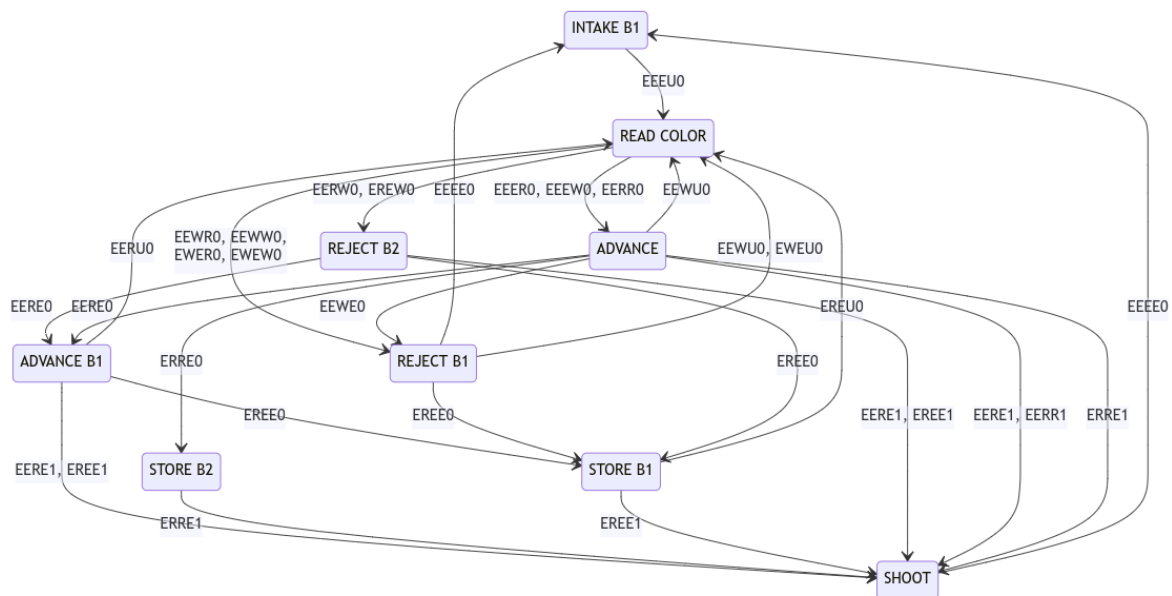 INTAKE B1
EEEU0
READ COLOR
EERW0, EREW0
EEEE0
EEER0, EEEW0, EERR0
EEWU0
EERU0
EEWR0, EEWW0,
EWER0, EWEW0
REJECT B2
ADVANCE
EEWU0, EWEU0
EERE0
EERE0
EEWE0
EREU0
EEEE0
ADVANCE B1
ERRE0
REJECT B1
EREE0
EREE0
EREE0
EERE1, EREE1
EERE1, EERR1
ERRE1
EERE1, EREE1
STORE B2
STORE B1
ERRE1
EREE1
SHOOT